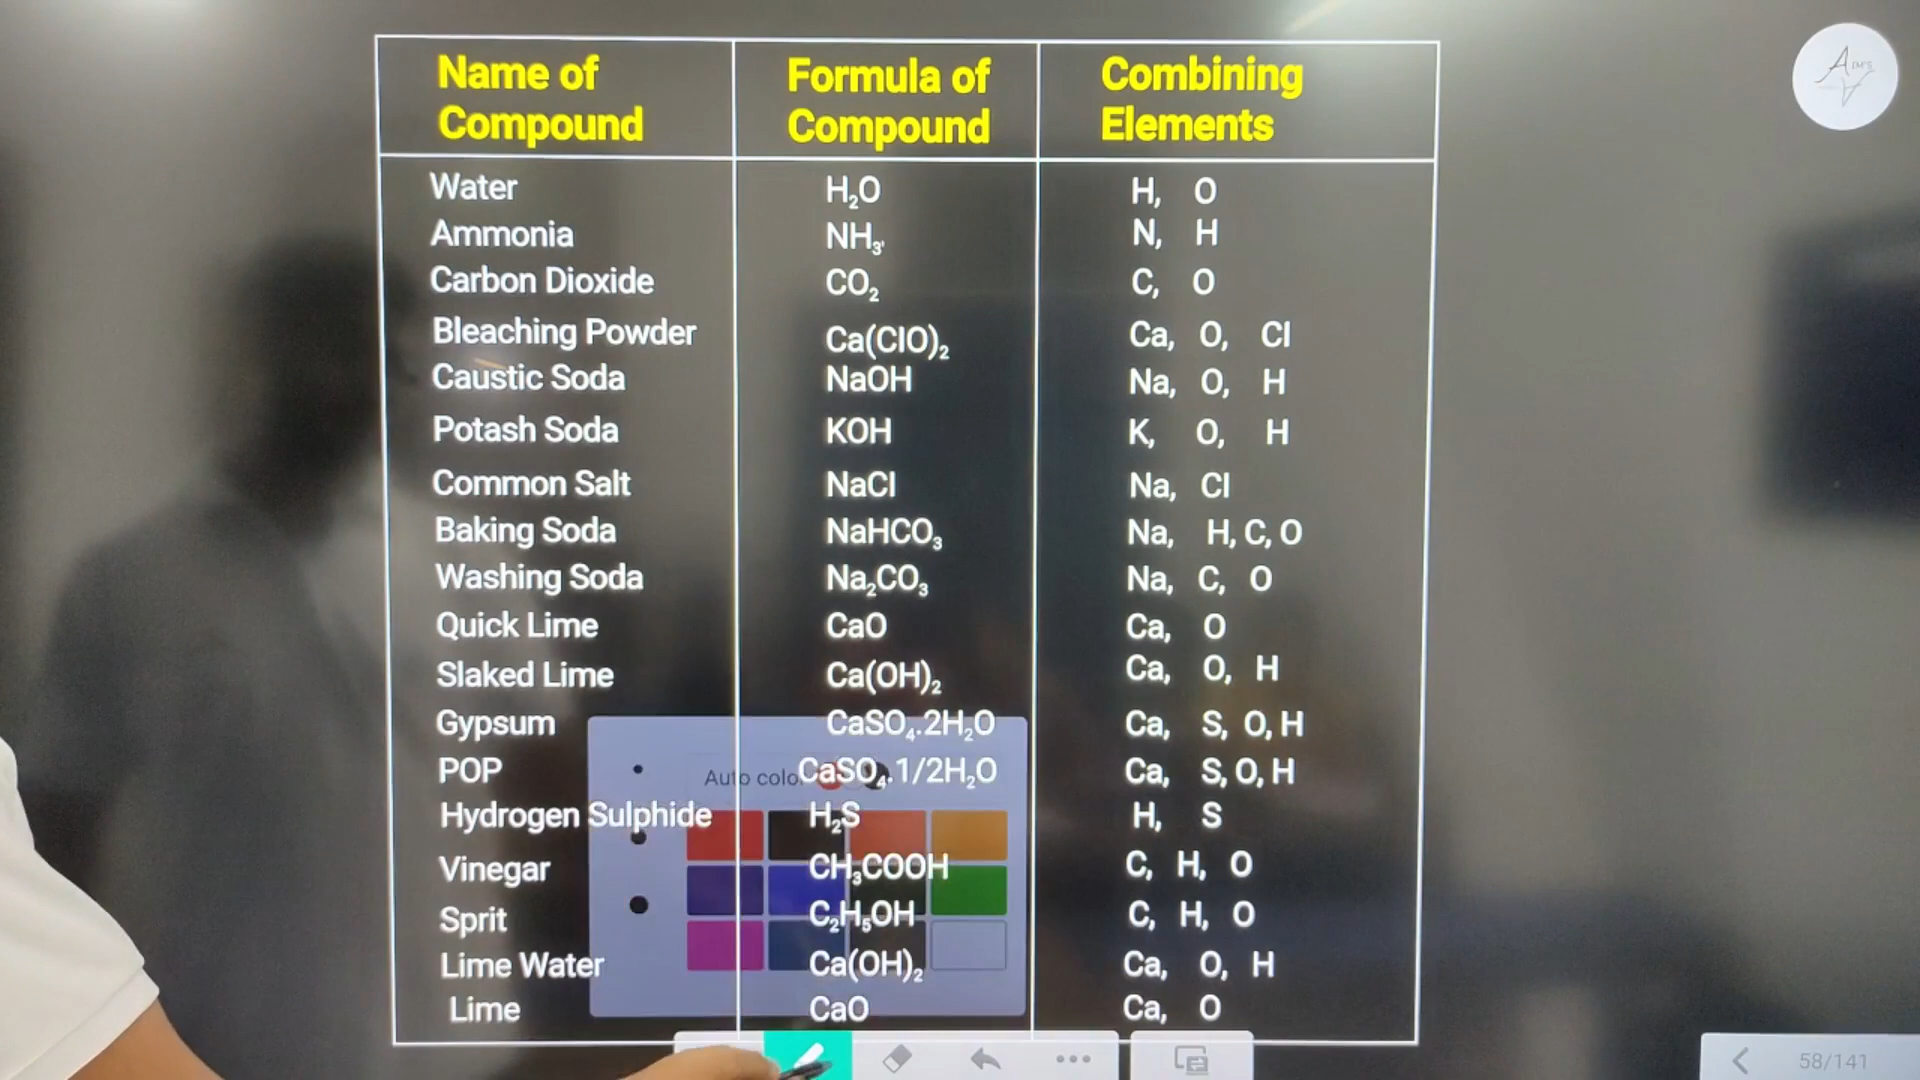 Name of Compound
Formula of Compound
Combining Elements
Water H₂O H, O
Ammonia NH₃ N, H
Carbon Dioxide CO₂ C, O
Bleaching Powder Ca(ClO)₂ Ca, O, Cl
Caustic Soda NaOH Na, O, H
Potash Soda KOH K, O, H
Common Salt NaCl Na, Cl
Baking Soda NaHCO₃ Na, H, C, O
Washing Soda Na₂CO₃ Na, C, O
Quick Lime CaO Ca, O
Slaked Lime Ca(OH)₂ Ca, O, H
Gypsum CaSO₄.2H₂O Ca, S, O, H
POP CaSO₄.1/2H₂O Ca, S, O, H
Auto color
Hydrogen Sulphide H₂S H, S
Vinegar CH₃COOH C, H, O
Sprit C₂H₅OH C, H, O
Lime Water Ca(OH)₂ Ca, O, H
Lime CaO Ca, O
58/141